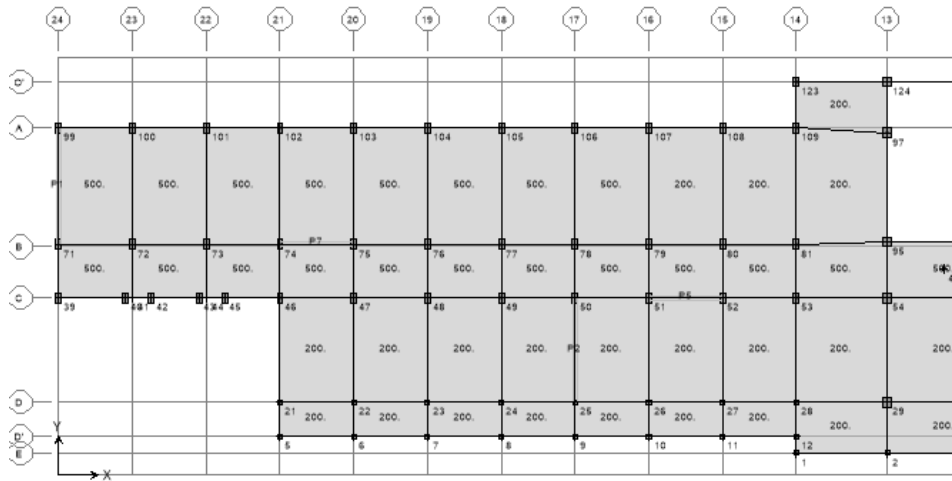 24 23 22 21 20 19 18 17 16 15 14 13
123 124
200.
A
99 100 101 102 103 104 105 106 107 108 109 97
P1 500. 500. 500. 500. 500. 500. 500. 500. 200. 200. 200.
P7
B
71 72 73 74 75 76 77 78 79 80 81 95
500. 500. 500. 500. 500. 500. 500. 500. 500. 500. 500.
P5
C
39 42 45 46 47 48 49 50 51 52 53 54
200. 200. 200. 200. P2 200. 200. 200. 200. 200.
D
21 22 23 24 25 26 27 28 29
200. 200. 200. 200. 200. 200. 200. 200. 200.
Y
D'
5 6 7 8 9 10 11 12
E
X
1 2